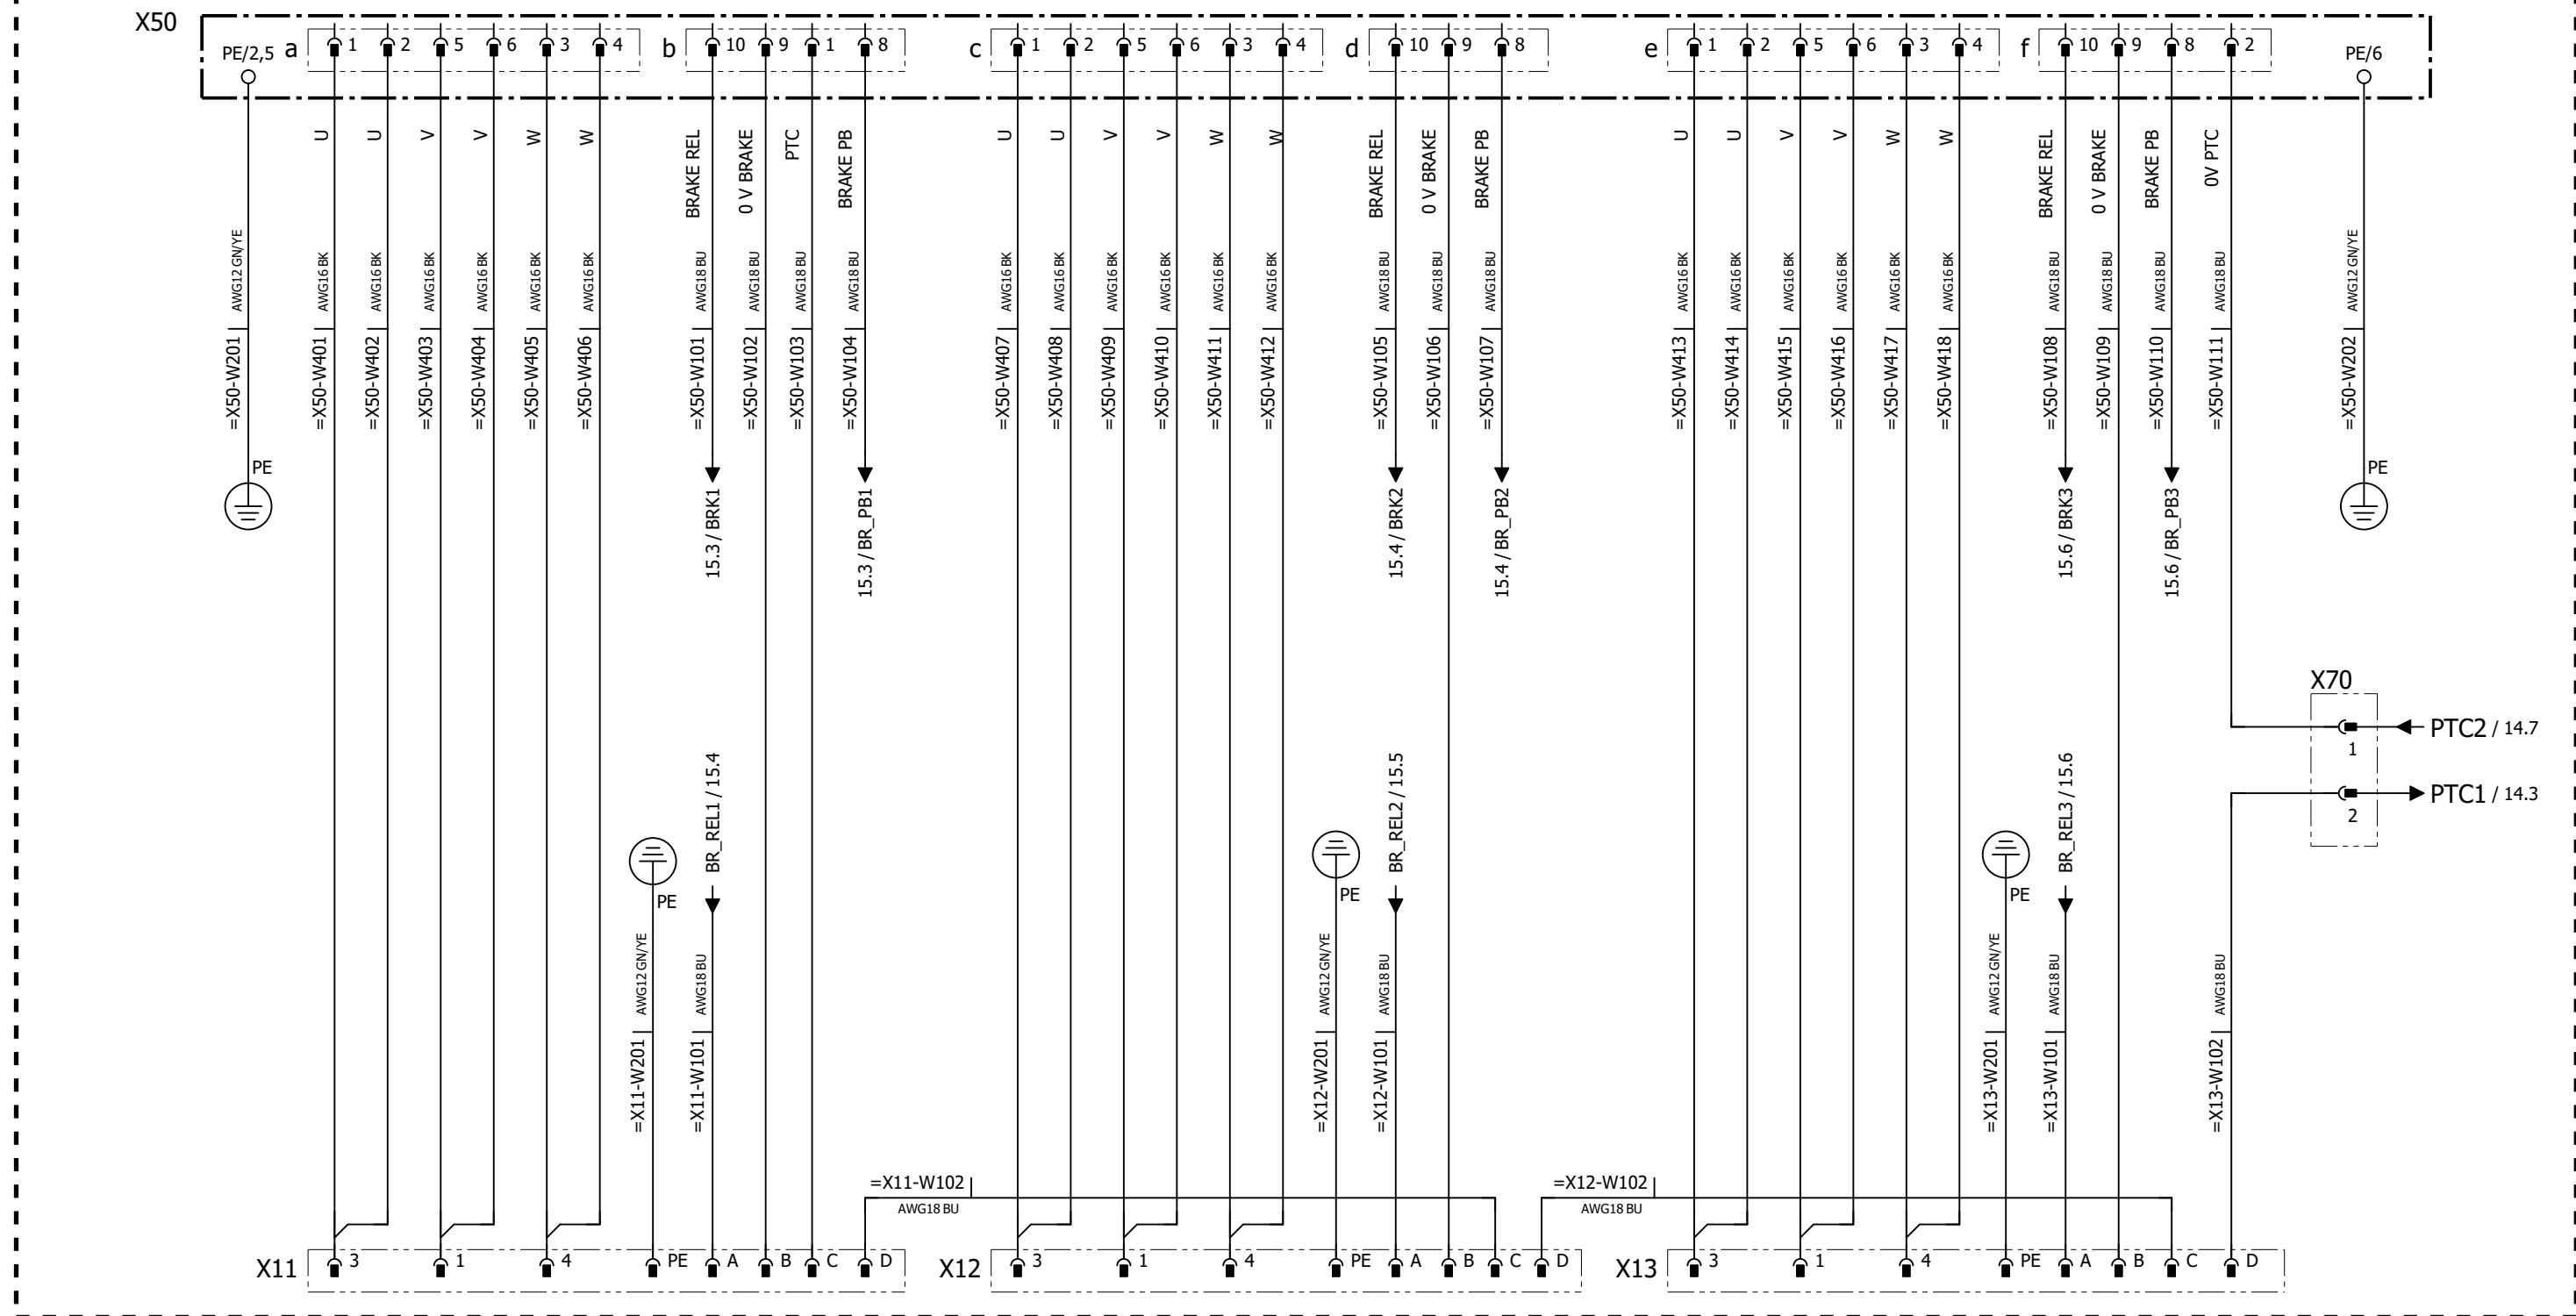 X50
PE/2,5
a 1 2 5 6 3 4
b 10 9 1 8
c 1 2 5 6 3 4
d 10 9 8
e 1 2 5 6 3 4
f 10 9 8 2
PE/6
U U V V W W
BRAKE REL
0 V BRAKE
PTC
BRAKE PB
U U V V W W
BRAKE REL
0 V BRAKE
BRAKE PB
U U V V W W
BRAKE REL
0 V BRAKE
BRAKE PB
0V PTC
=X50-W201 AWG12 GN/YE
=X50-W401 AWG16 BK
=X50-W402 AWG16 BK
=X50-W403 AWG16 BK
=X50-W404 AWG16 BK
=X50-W405 AWG16 BK
=X50-W406 AWG16 BK
=X50-W101 AWG18 BU
=X50-W102 AWG18 BU
=X50-W103 AWG18 BU
=X50-W104 AWG18 BU
=X50-W407 AWG16 BK
=X50-W408 AWG16 BK
=X50-W409 AWG16 BK
=X50-W410 AWG16 BK
=X50-W411 AWG16 BK
=X50-W412 AWG16 BK
=X50-W105 AWG18 BU
=X50-W106 AWG18 BU
=X50-W107 AWG18 BU
=X50-W413 AWG16 BK
=X50-W414 AWG16 BK
=X50-W415 AWG16 BK
=X50-W416 AWG16 BK
=X50-W417 AWG16 BK
=X50-W418 AWG16 BK
=X50-W108 AWG18 BU
=X50-W109 AWG18 BU
=X50-W110 AWG18 BU
=X50-W111 AWG18 BU
=X50-W202 AWG12 GN/YE
PE
15.3 / BRK1
15.3 / BR_PB1
15.4 / BRK2
15.4 / BR_PB2
15.6 / BRK3
15.6 / BR_PB3
PE
X70
1
PTC2 / 14.7
2
PTC1 / 14.3
PE
BR_REL1 / 15.4
PE
BR_REL2 / 15.5
PE
BR_REL3 / 15.6
=X11-W201 AWG12 GN/YE
=X11-W101 AWG18 BU
=X12-W201 AWG12 GN/YE
=X12-W101 AWG18 BU
=X13-W201 AWG12 GN/YE
=X13-W101 AWG18 BU
=X13-W102 AWG18 BU
=X11-W102
AWG18 BU
=X12-W102
AWG18 BU
X11 3 1 4 PE A B C D
X12 3 1 4 PE A B C D
X13 3 1 4 PE A B C D